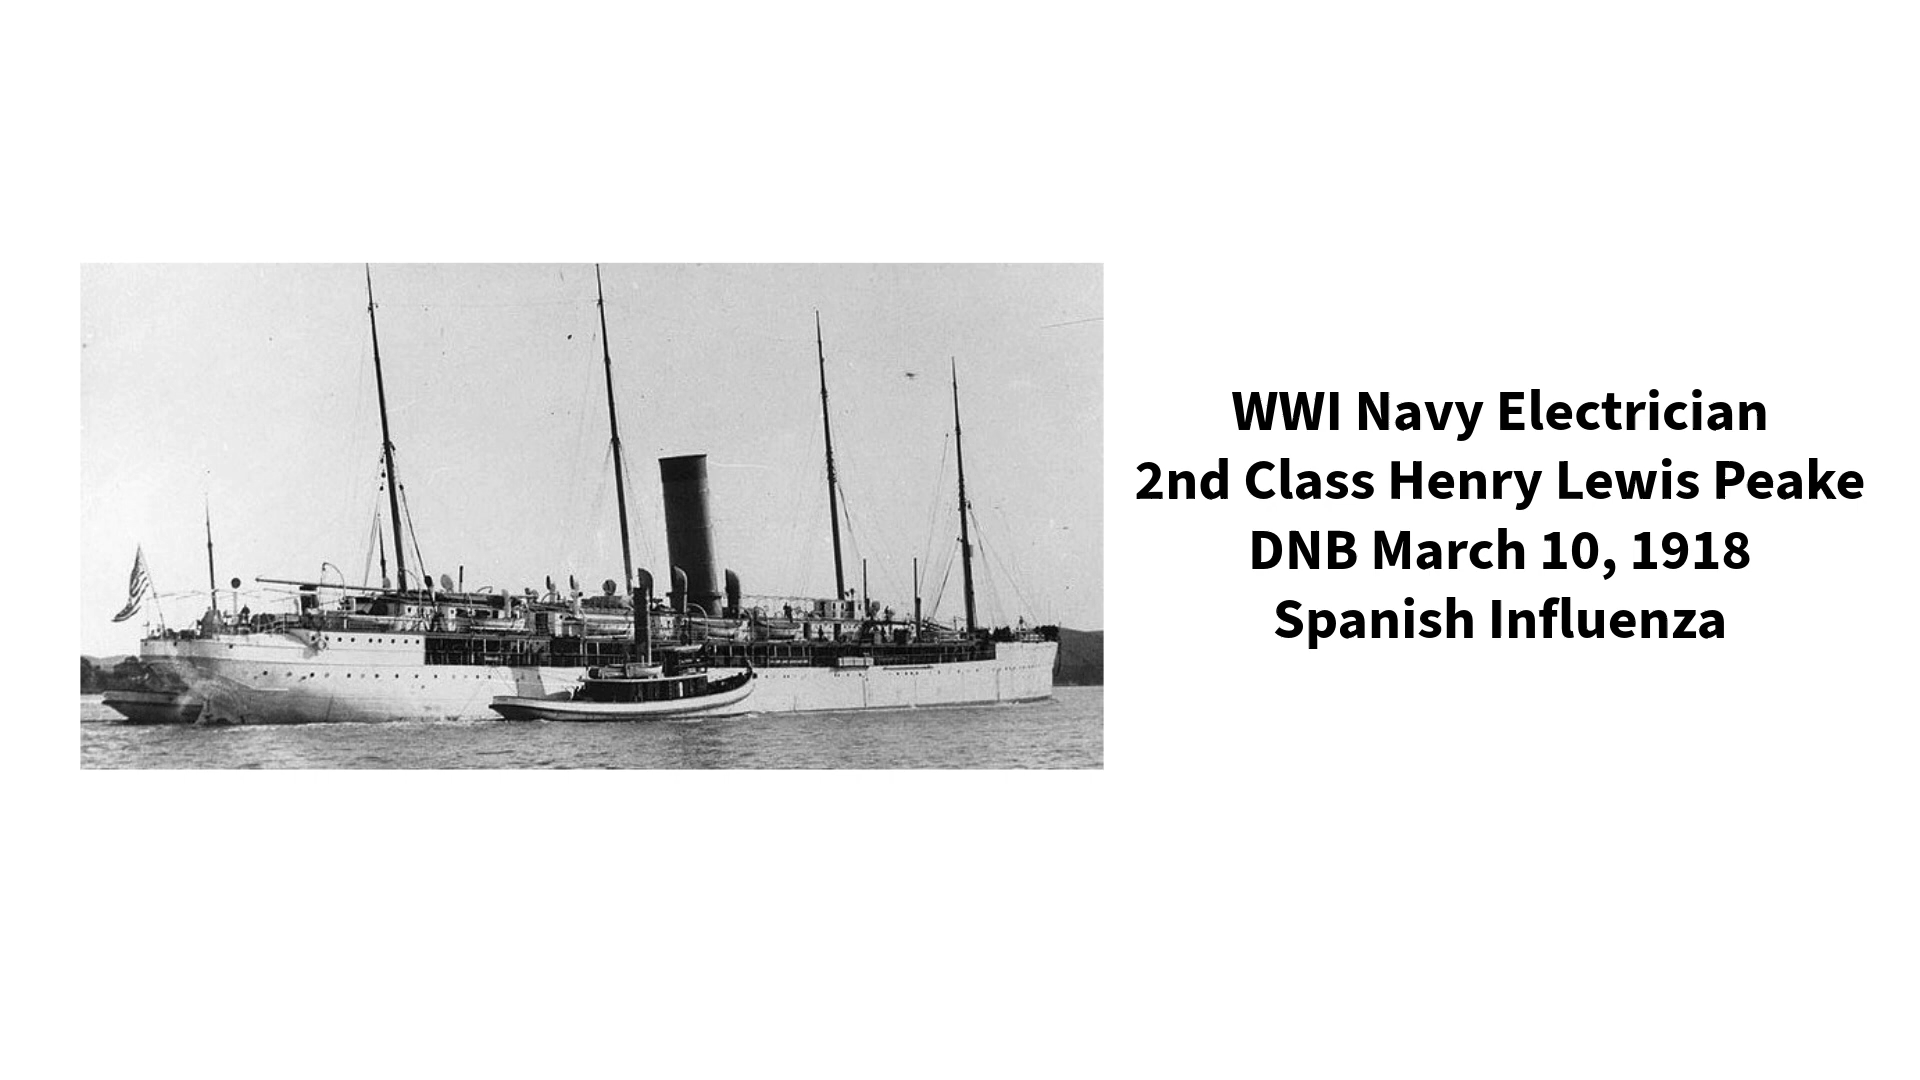 WWI Navy Electrician
2nd Class Henry Lewis Peake
DNB March 10, 1918
Spanish Influenza